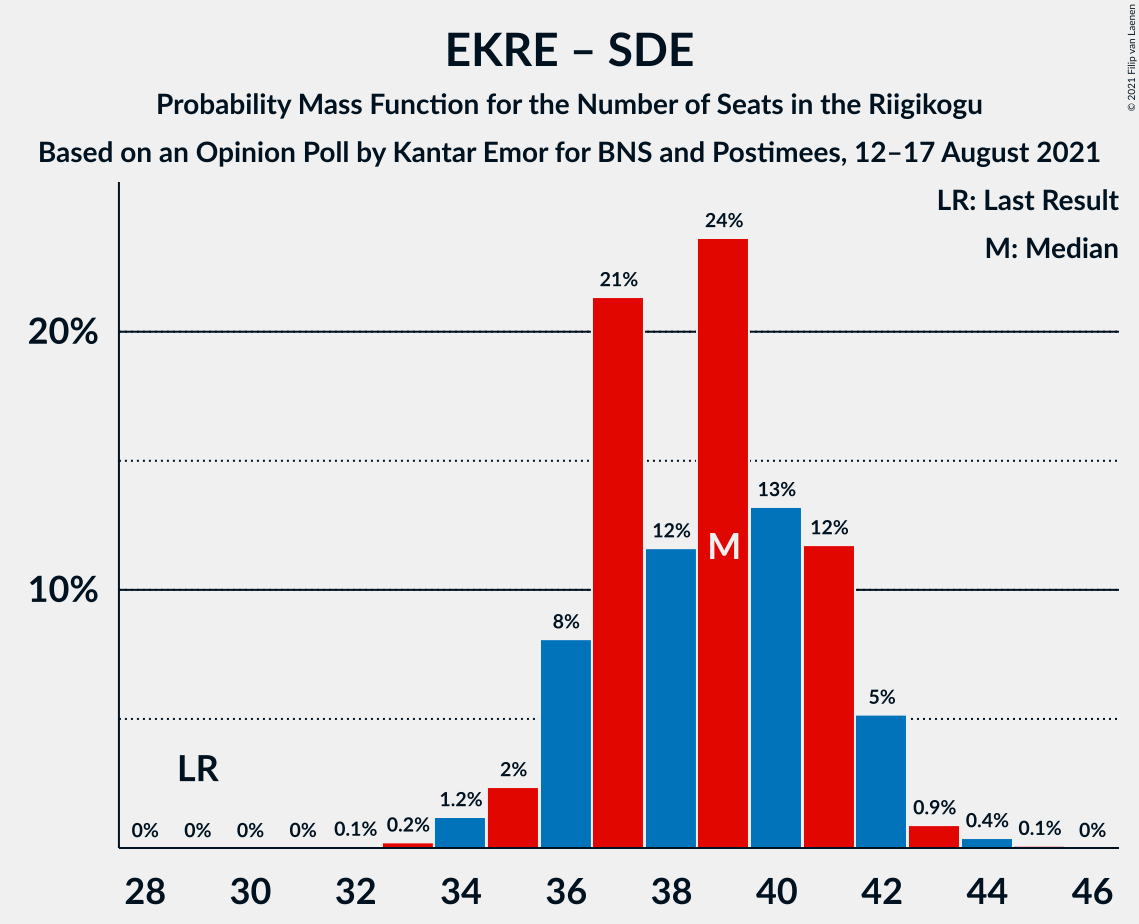 EKRE – SDE
Probability Mass Function for the Number of Seats in the Riigikogu
Based on an Opinion Poll by Kantar Emor for BNS and Postimees, 12–17 August 2021
© 2021 Filip van Laenen
LR: Last Result
M: Median
20%
10%
0%
0%
0%
0%
0.1%
0.2%
1.2%
2%
8%
21%
12%
24%
13%
12%
5%
0.9%
0.4%
0.1%
0%
LR
M
28 30 32 34 36 38 40 42 44 46